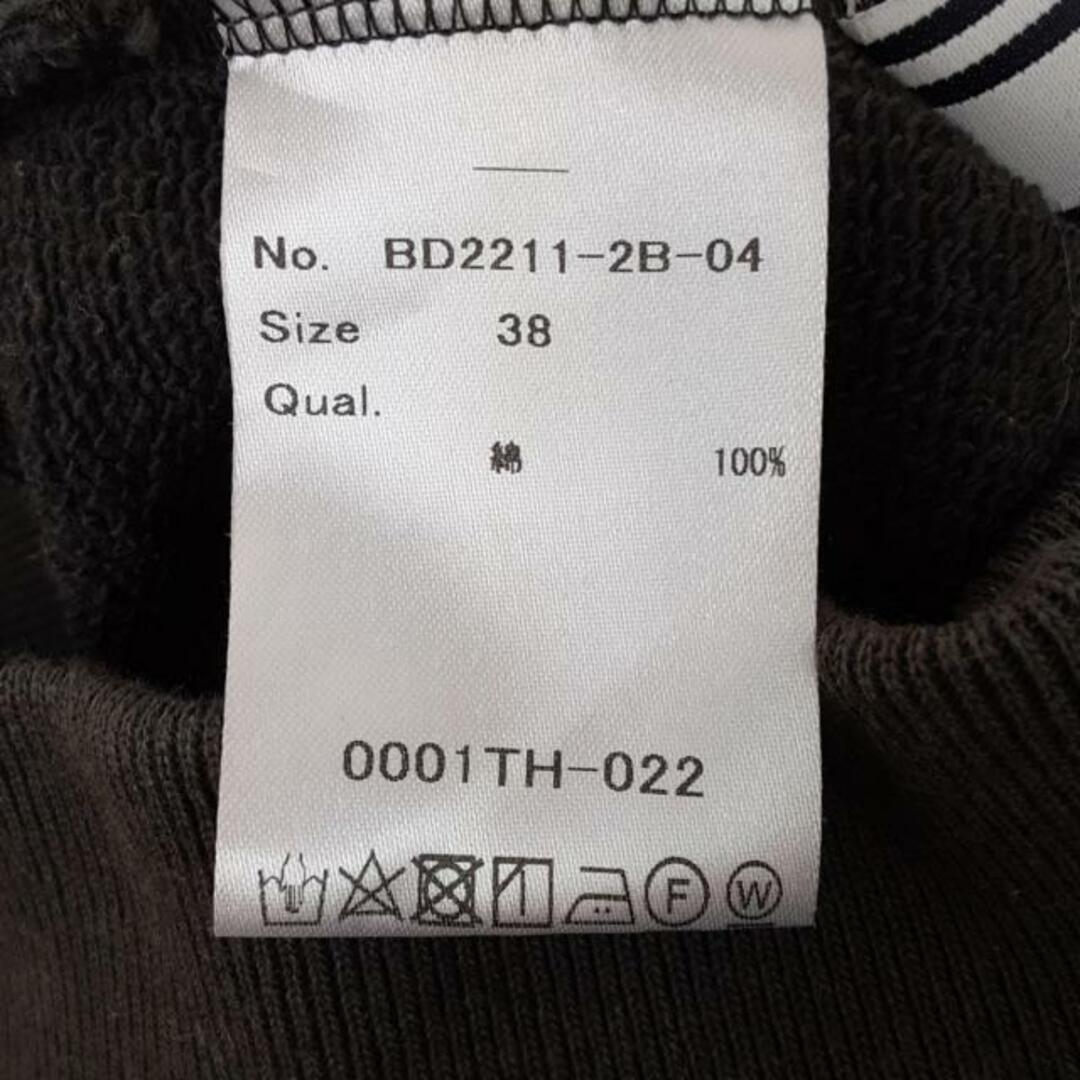 No. BD2211-2B-04
Size 38
Qual.
綿 100%
0001TH-022
F W